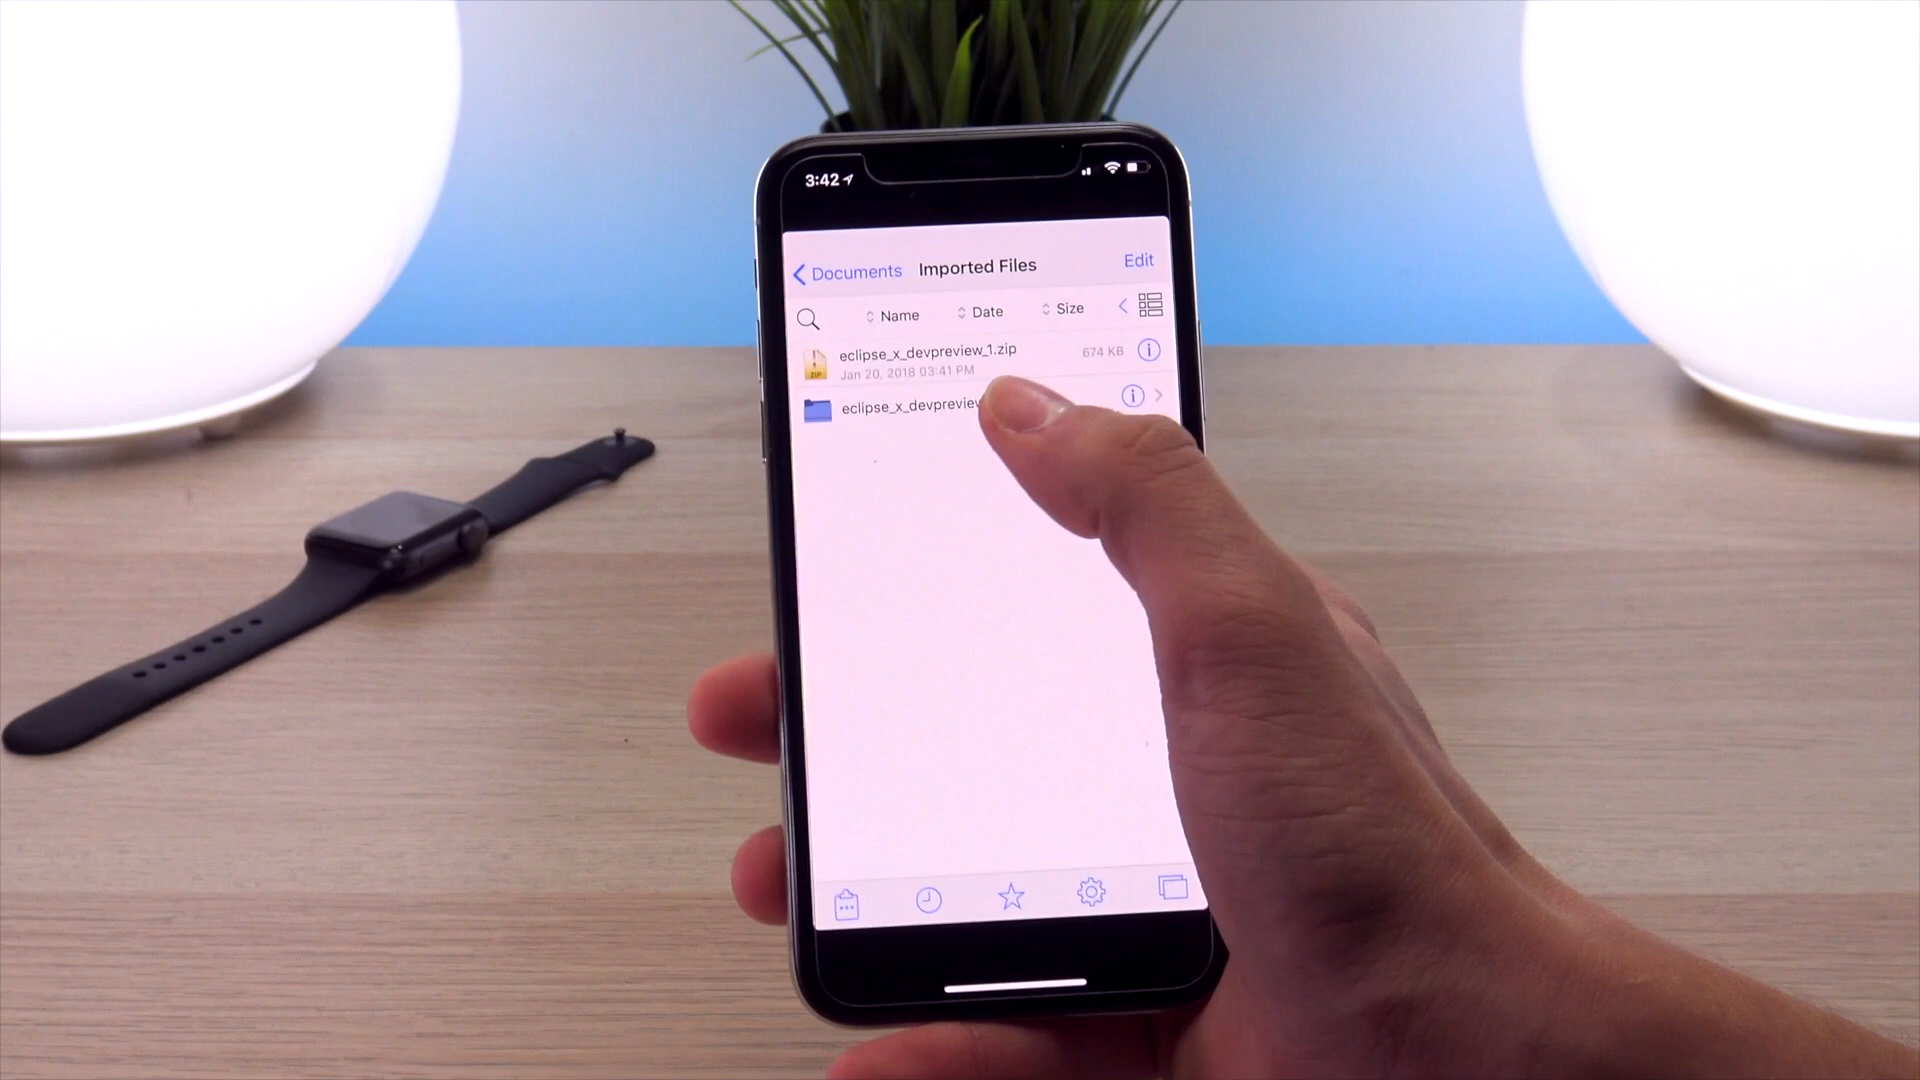 3:42
Documents Imported Files Edit
Name Date Size
eclipse_x_devpreview_1.zip 674 KB
Jan 20, 2018 03:41 PM
ZIP
eclipse_x_devpreview